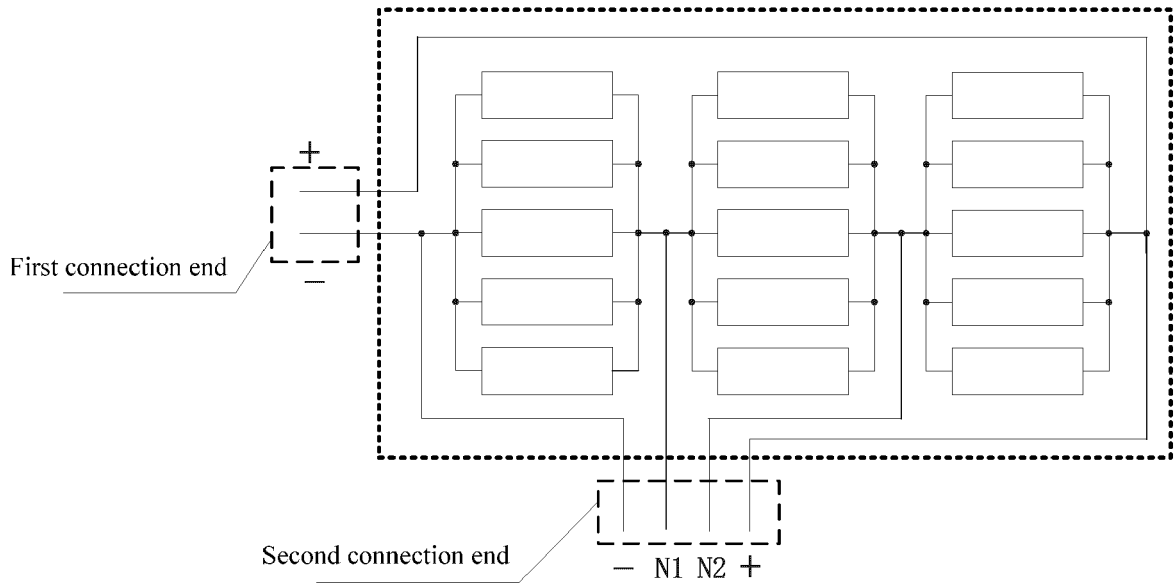 +
First connection end
−
Second connection end
− N1 N2 +